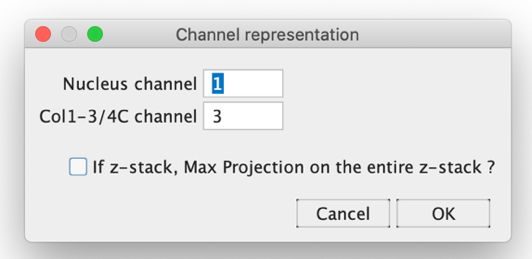 Channel representation
Nucleus channel 1
Col1-3/4C channel 3
If z-stack, Max Projection on the entire z-stack ?
Cancel OK